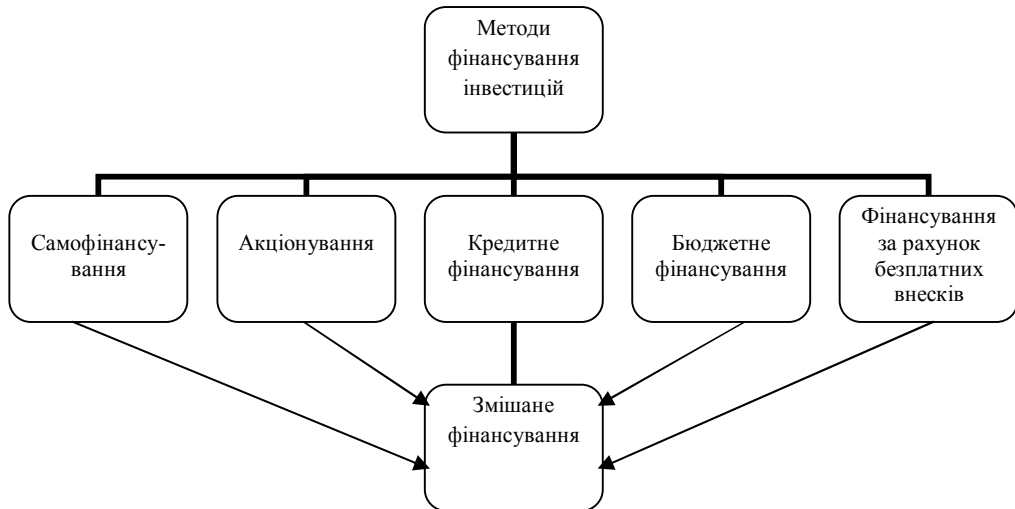 Методи
фінансування
інвестицій
Самофінансу-
вання
Акціонування
Кредитне
фінансування
Бюджетне
фінансування
Фінансування
за рахунок
безплатних
внесків
Змішане
фінансування